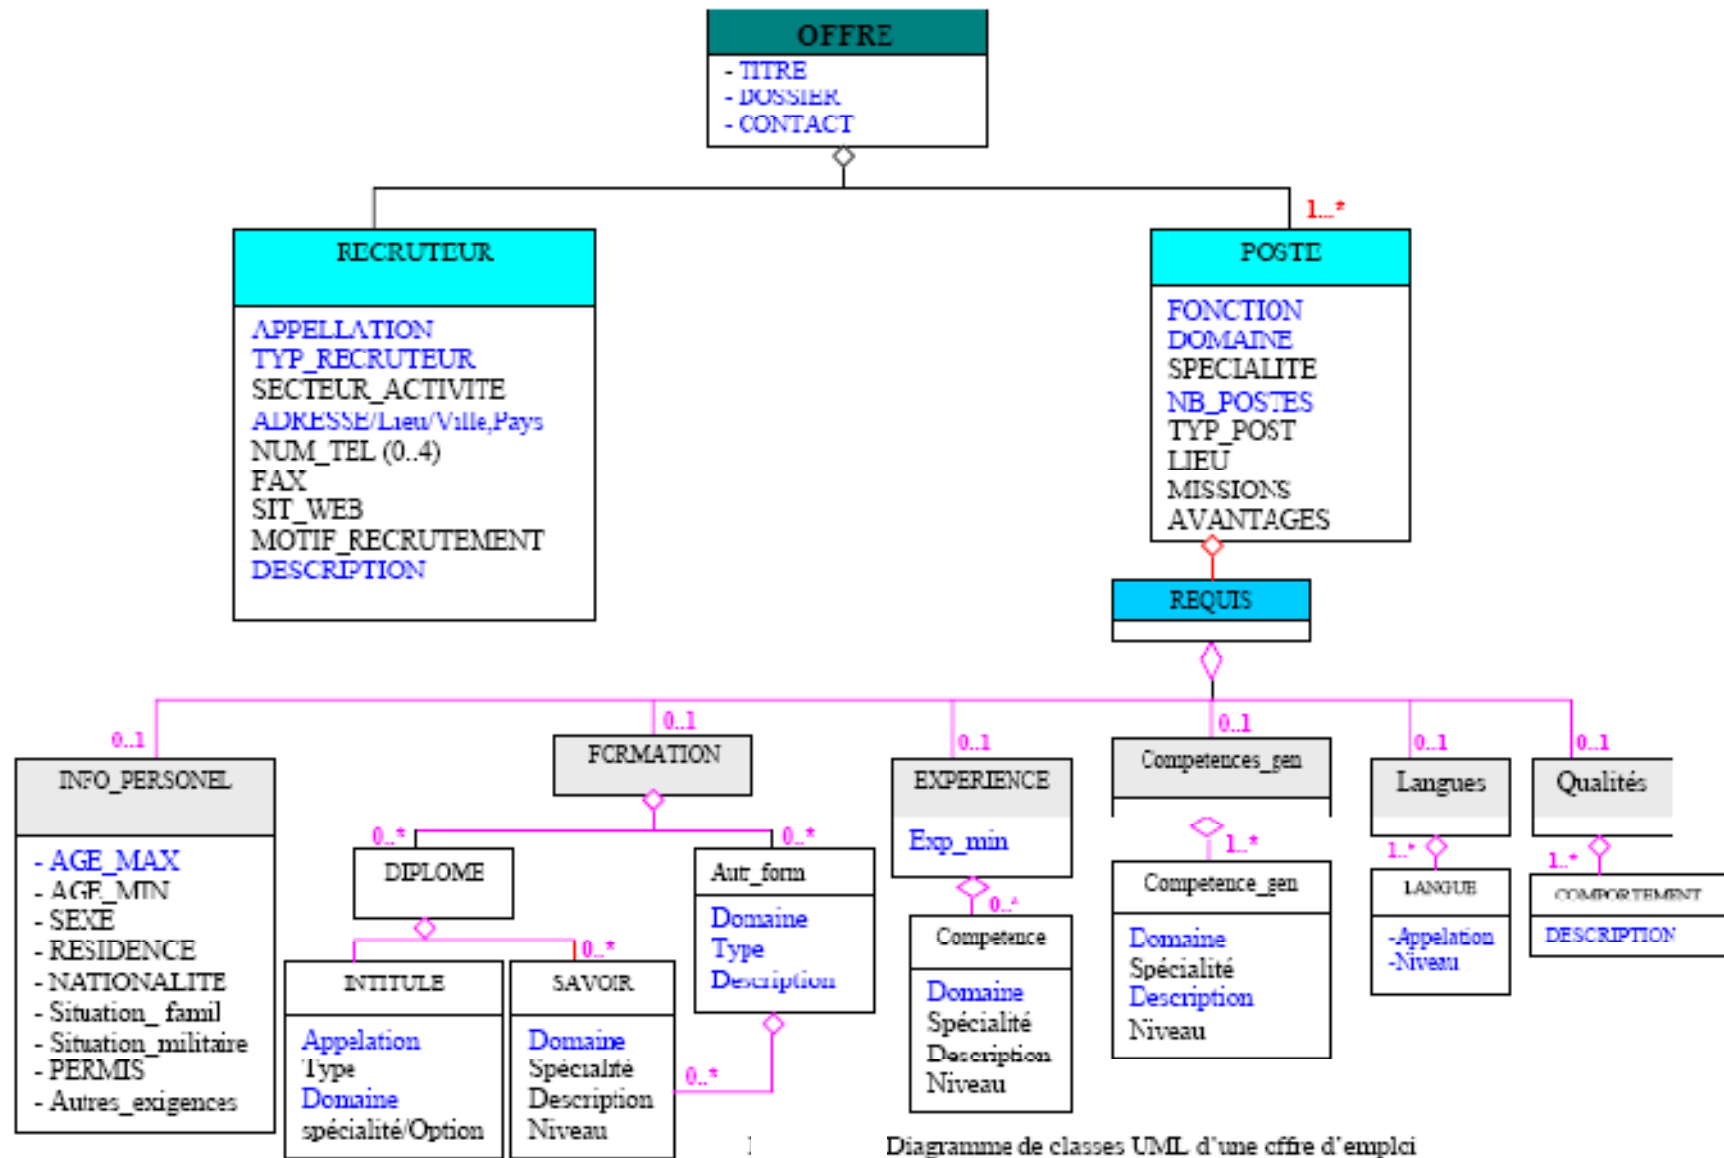 OFFRE
- TITRE
- DOSSIER
- CONTACT
1...*
RECRUTEUR
APPELLATION
TYP_RECRUTEUR
SECTEUR_ACTIVITE
ADRESSE/Lieu/Ville,Pays
NUM_TEL (0..4)
FAX
SIT_WEB
MOTIF_RECRUTEMENT
DESCRIPTION
POSTE
FONCTION
DOMAINE
SPECIALITE
NB_POSTES
TYP_POST
LIEU
MISSIONS
AVANTAGES
REQUIS
0..1
INFO_PERSONEL
- AGE_MAX
- AGE_MIN
- SEXE
- RESIDENCE
- NATIONALITE
- Situation_ famil
- Situation_militaire
- PERMIS
- Autres_exigences
0..1
FORMATION
0..*
DIPLOME
INTITULE
Appelation
Type
Domaine
spécialité/Option
0..*
SAVOIR
Domaine
Spécialité
Description
Niveau
0..*
Autr_form
Domaine
Type
Description
0..*
0..1
EXPERIENCE
Exp_min
0..*
Competence
Domaine
Spécialité
Description
Niveau
0..1
Competences_gen
1..*
Competence_gen
Domaine
Spécialité
Description
Niveau
0..1
Langues
1..*
LANGUE
-Appelation
-Niveau
0..1
Qualités
1..*
COMPORTEMENT
DESCRIPTION
Diagramme de classes UML d'une offre d'emploi